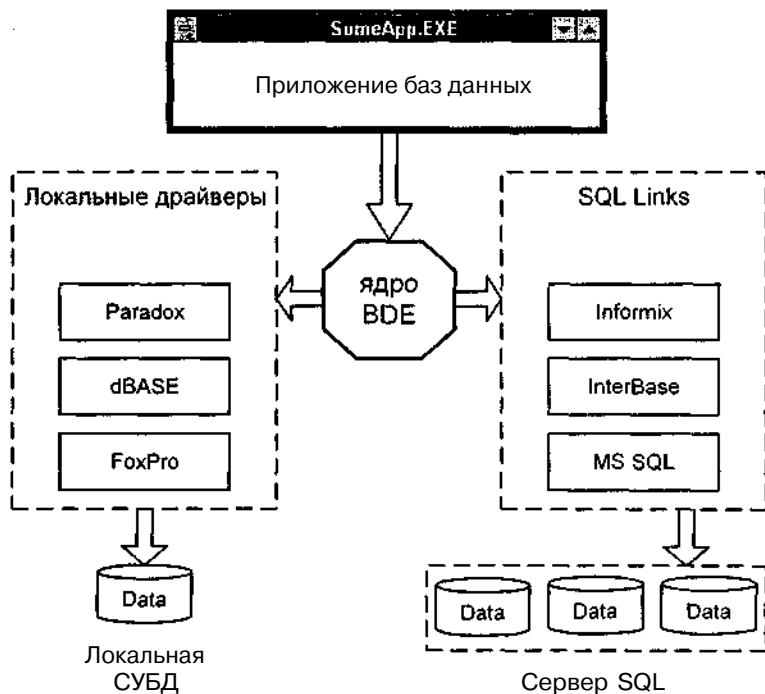 SumeApp.EXE
Приложение баз данных
Локальные драйверы
SQL Links
ядро
BDE
Paradox
dBASE
FoxPro
Informix
InterBase
MS SQL
Data
Data
Data
Data
Локальная
СУБД
Сервер SQL